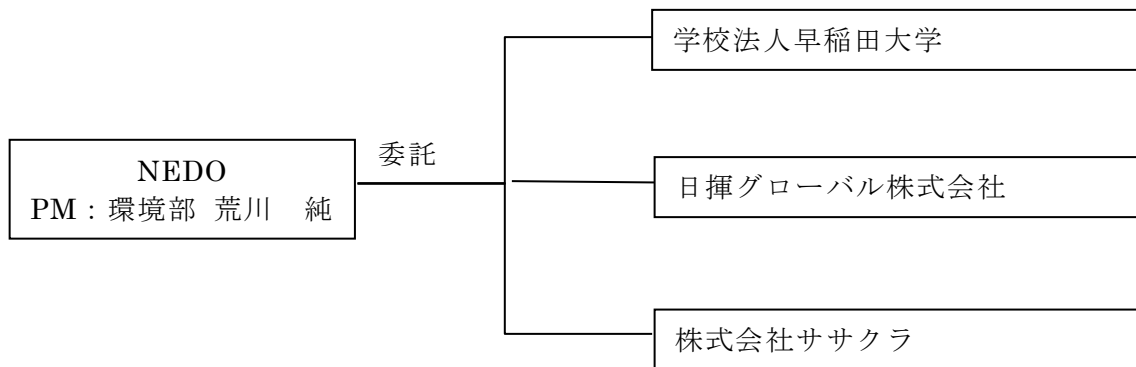 学校法人早稲田大学
委託
NEDO
PM：環境部 荒川　純
日揮グローバル株式会社
株式会社ササクラ